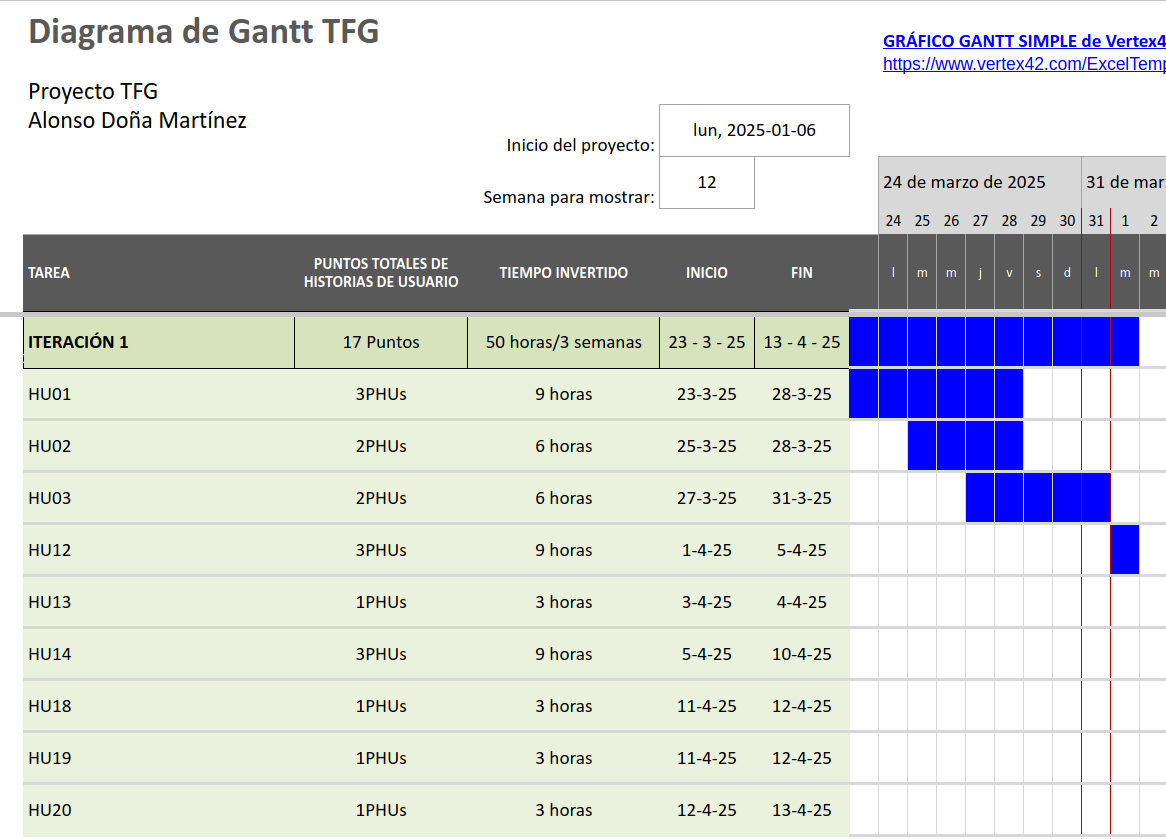 Diagrama de Gantt TFG
GRÁFICO GANTT SIMPLE de Vertex4
https://www.vertex42.com/ExcelTemp
Proyecto TFG
Alonso Doña Martínez
Inicio del proyecto: lun, 2025-01-06
Semana para mostrar: 12
24 de marzo de 2025 31 de mar
24 25 26 27 28 29 30 31 1 2
TAREA PUNTOS TOTALES DE HISTORIAS DE USUARIO TIEMPO INVERTIDO INICIO FIN l m m j v s d l m m
ITERACIÓN 1 17 Puntos 50 horas/3 semanas 23 - 3 - 25 13 - 4 - 25
HU01 3PHUs 9 horas 23-3-25 28-3-25
HU02 2PHUs 6 horas 25-3-25 28-3-25
HU03 2PHUs 6 horas 27-3-25 31-3-25
HU12 3PHUs 9 horas 1-4-25 5-4-25
HU13 1PHUs 3 horas 3-4-25 4-4-25
HU14 3PHUs 9 horas 5-4-25 10-4-25
HU18 1PHUs 3 horas 11-4-25 12-4-25
HU19 1PHUs 3 horas 11-4-25 12-4-25
HU20 1PHUs 3 horas 12-4-25 13-4-25